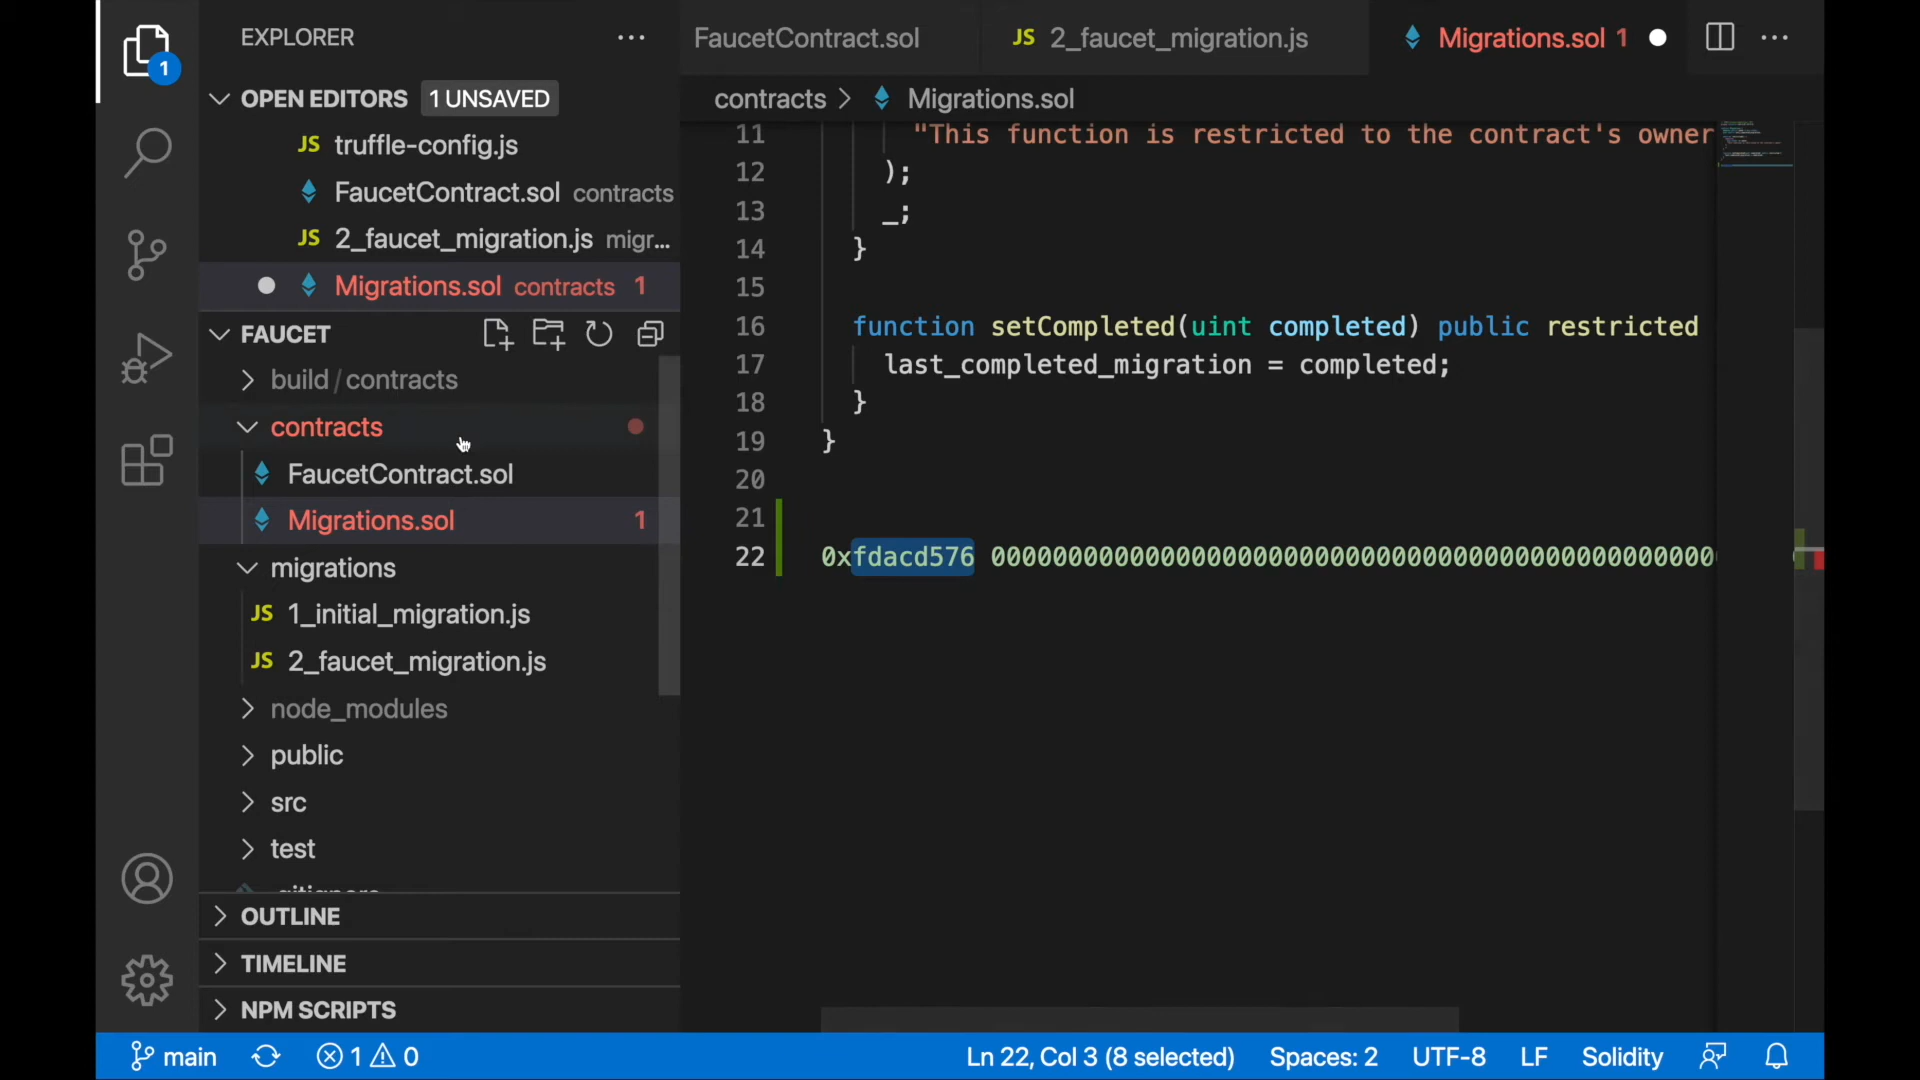 EXPLORER
1
OPEN EDITORS 1 UNSAVED
JS truffle-config.js
FaucetContract.sol contracts
JS 2_faucet_migration.js migr...
Migrations.sol contracts 1
FAUCET
build / contracts
contracts
FaucetContract.sol
Migrations.sol 1
migrations
JS 1_initial_migration.js
JS 2_faucet_migration.js
node_modules
public
src
test
.gitignore
OUTLINE
TIMELINE
NPM SCRIPTS
FaucetContract.sol JS 2_faucet_migration.js Migrations.sol 1
contracts > Migrations.sol
11 "This function is restricted to the contract's owner
12 );
13 _;
14 }
15
16 function setCompleted(uint completed) public restricted
17 last_completed_migration = completed;
18 }
19 }
20
21
22 0xfdacd576 00000000000000000000000000000000000000000000000
main 1 0 Ln 22, Col 3 (8 selected) Spaces: 2 UTF-8 LF Solidity